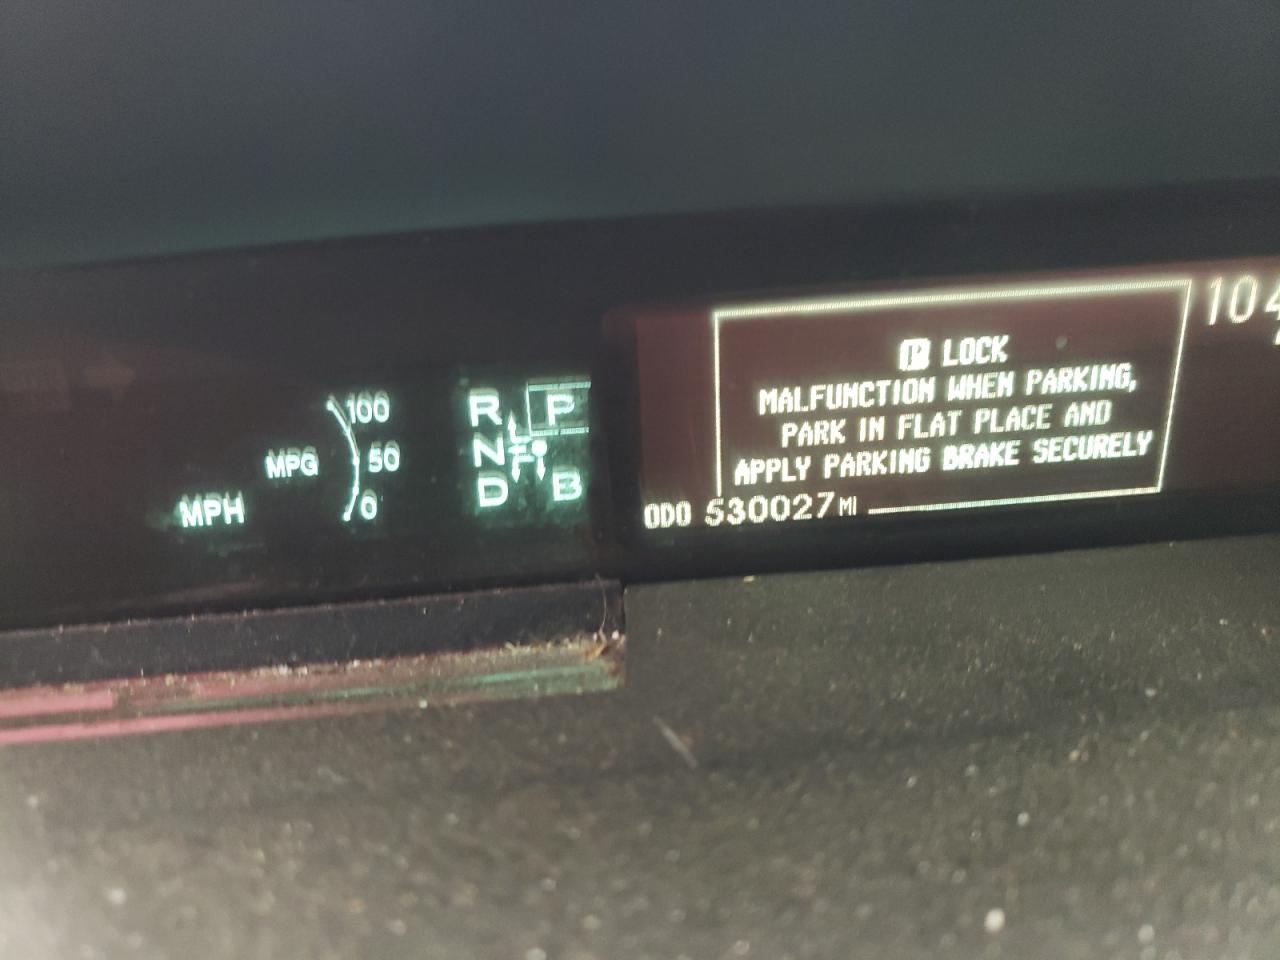 100
MPG 50
MPH 0
R P
N
D B
P LOCK
MALFUNCTION WHEN PARKING,
PARK IN FLAT PLACE AND
APPLY PARKING BRAKE SECURELY
ODO 530027 MI